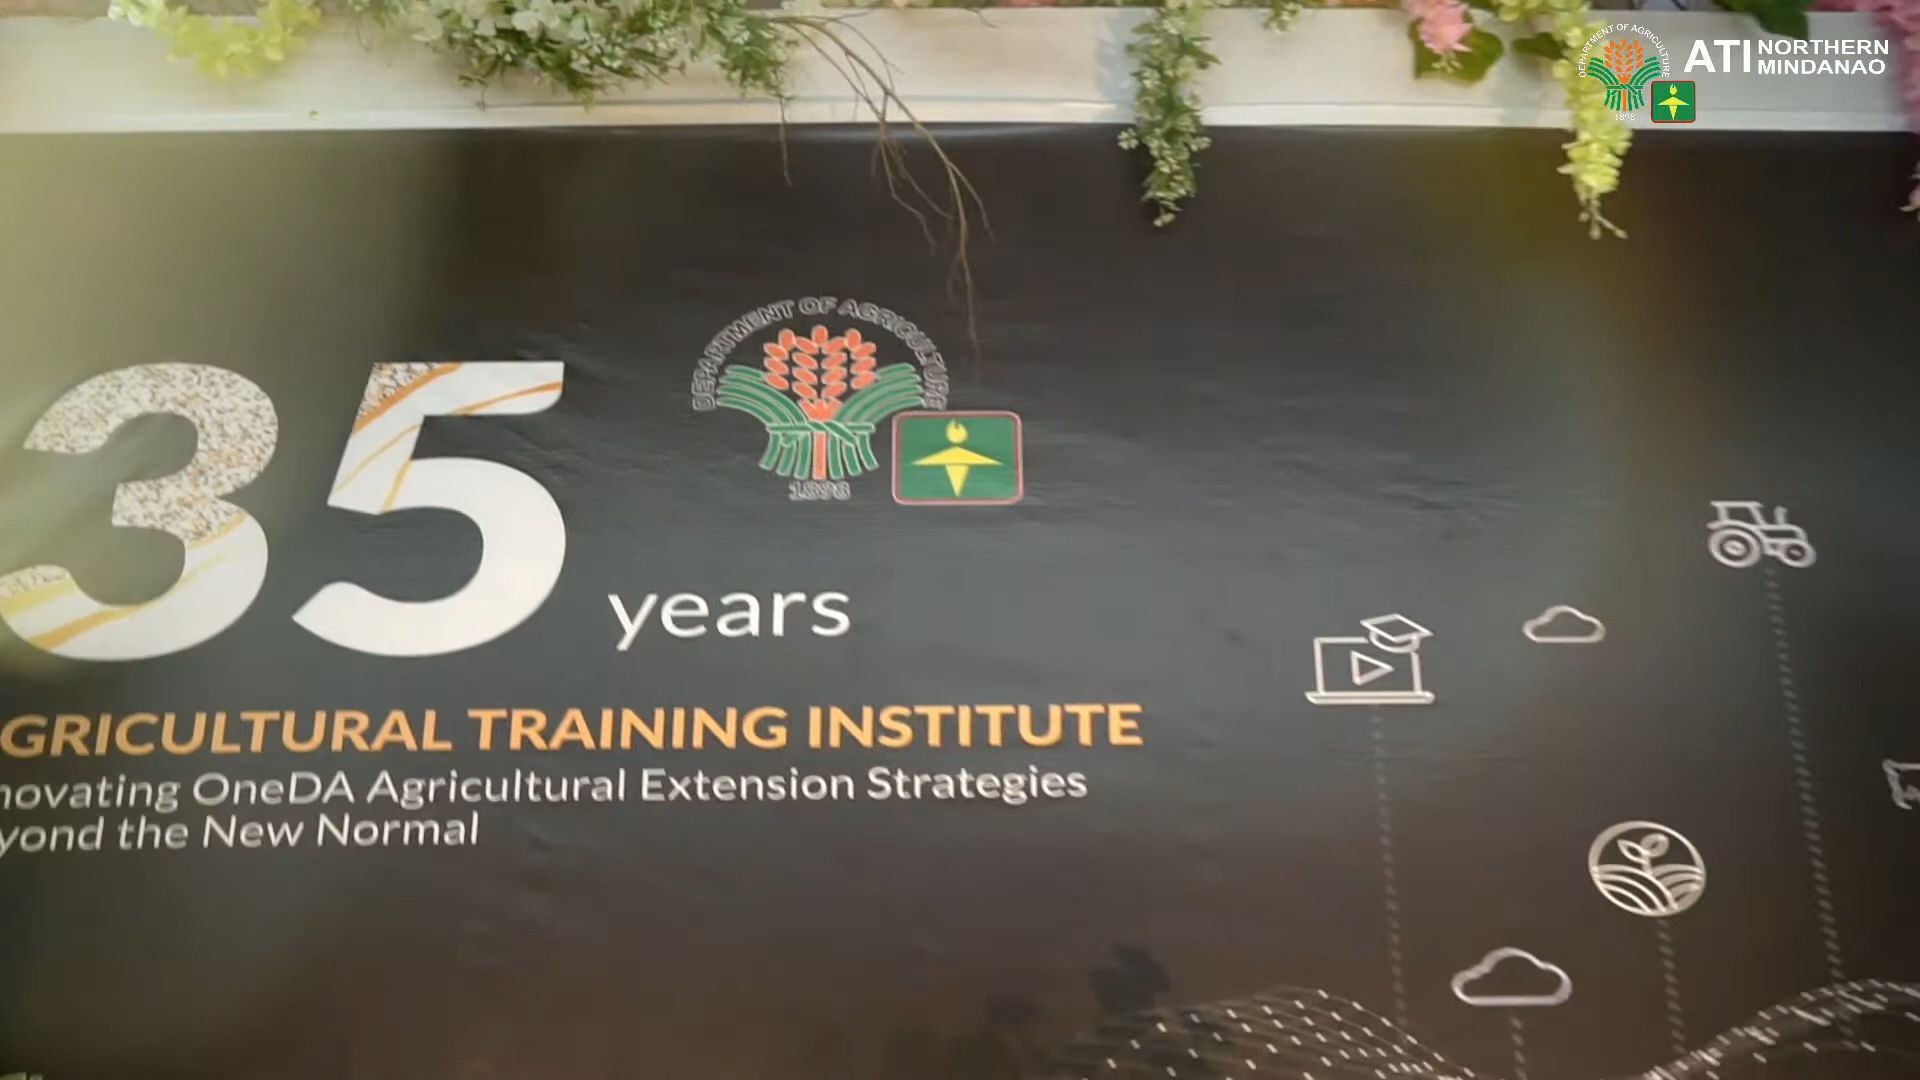 DEPARTMENT OF AGRICULTURE
1898
ATI NORTHERN
MINDANAO
DEPARTMENT OF AGRICULTURE
1898
35 years
GRICULTURAL TRAINING INSTITUTE
novating OneDA Agricultural Extension Strategies
yond the New Normal